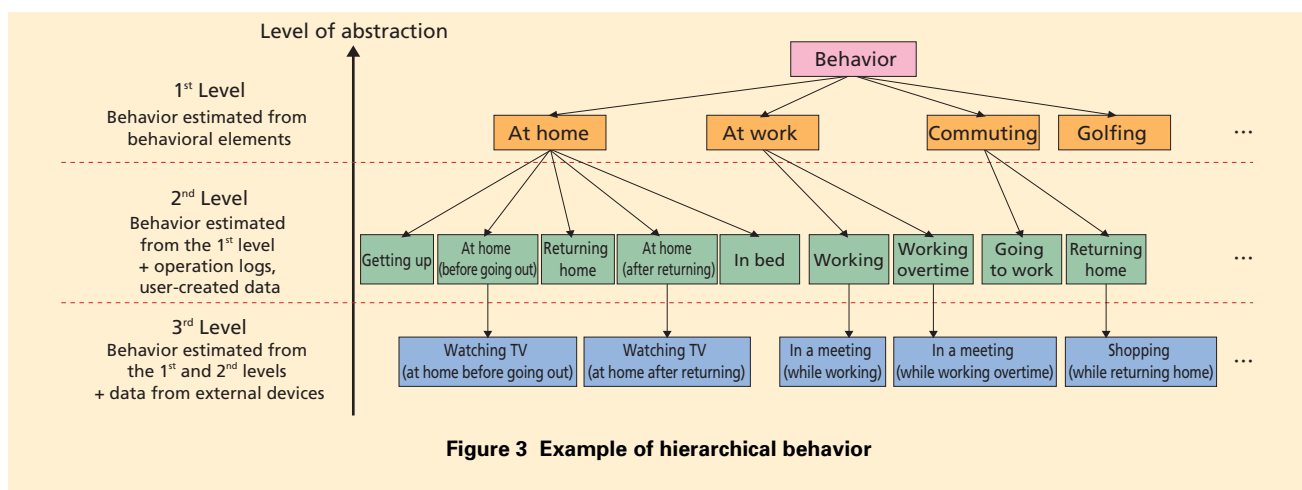 Level of abstraction
Behavior
1st Level
Behavior estimated from
behavioral elements
At home
At work
Commuting
Golfing
...
2nd Level
Behavior estimated
from the 1st level
+ operation logs,
user-created data
Getting up
At home
(before going out)
Returning
home
At home
(after returning)
In bed
Working
Working
overtime
Going
to work
Returning
home
...
3rd Level
Behavior estimated from
the 1st and 2nd levels
+ data from external devices
Watching TV
(at home before going out)
Watching TV
(at home after returning)
In a meeting
(while working)
In a meeting
(while working overtime)
Shopping
(while returning home)
...
Figure 3 Example of hierarchical behavior